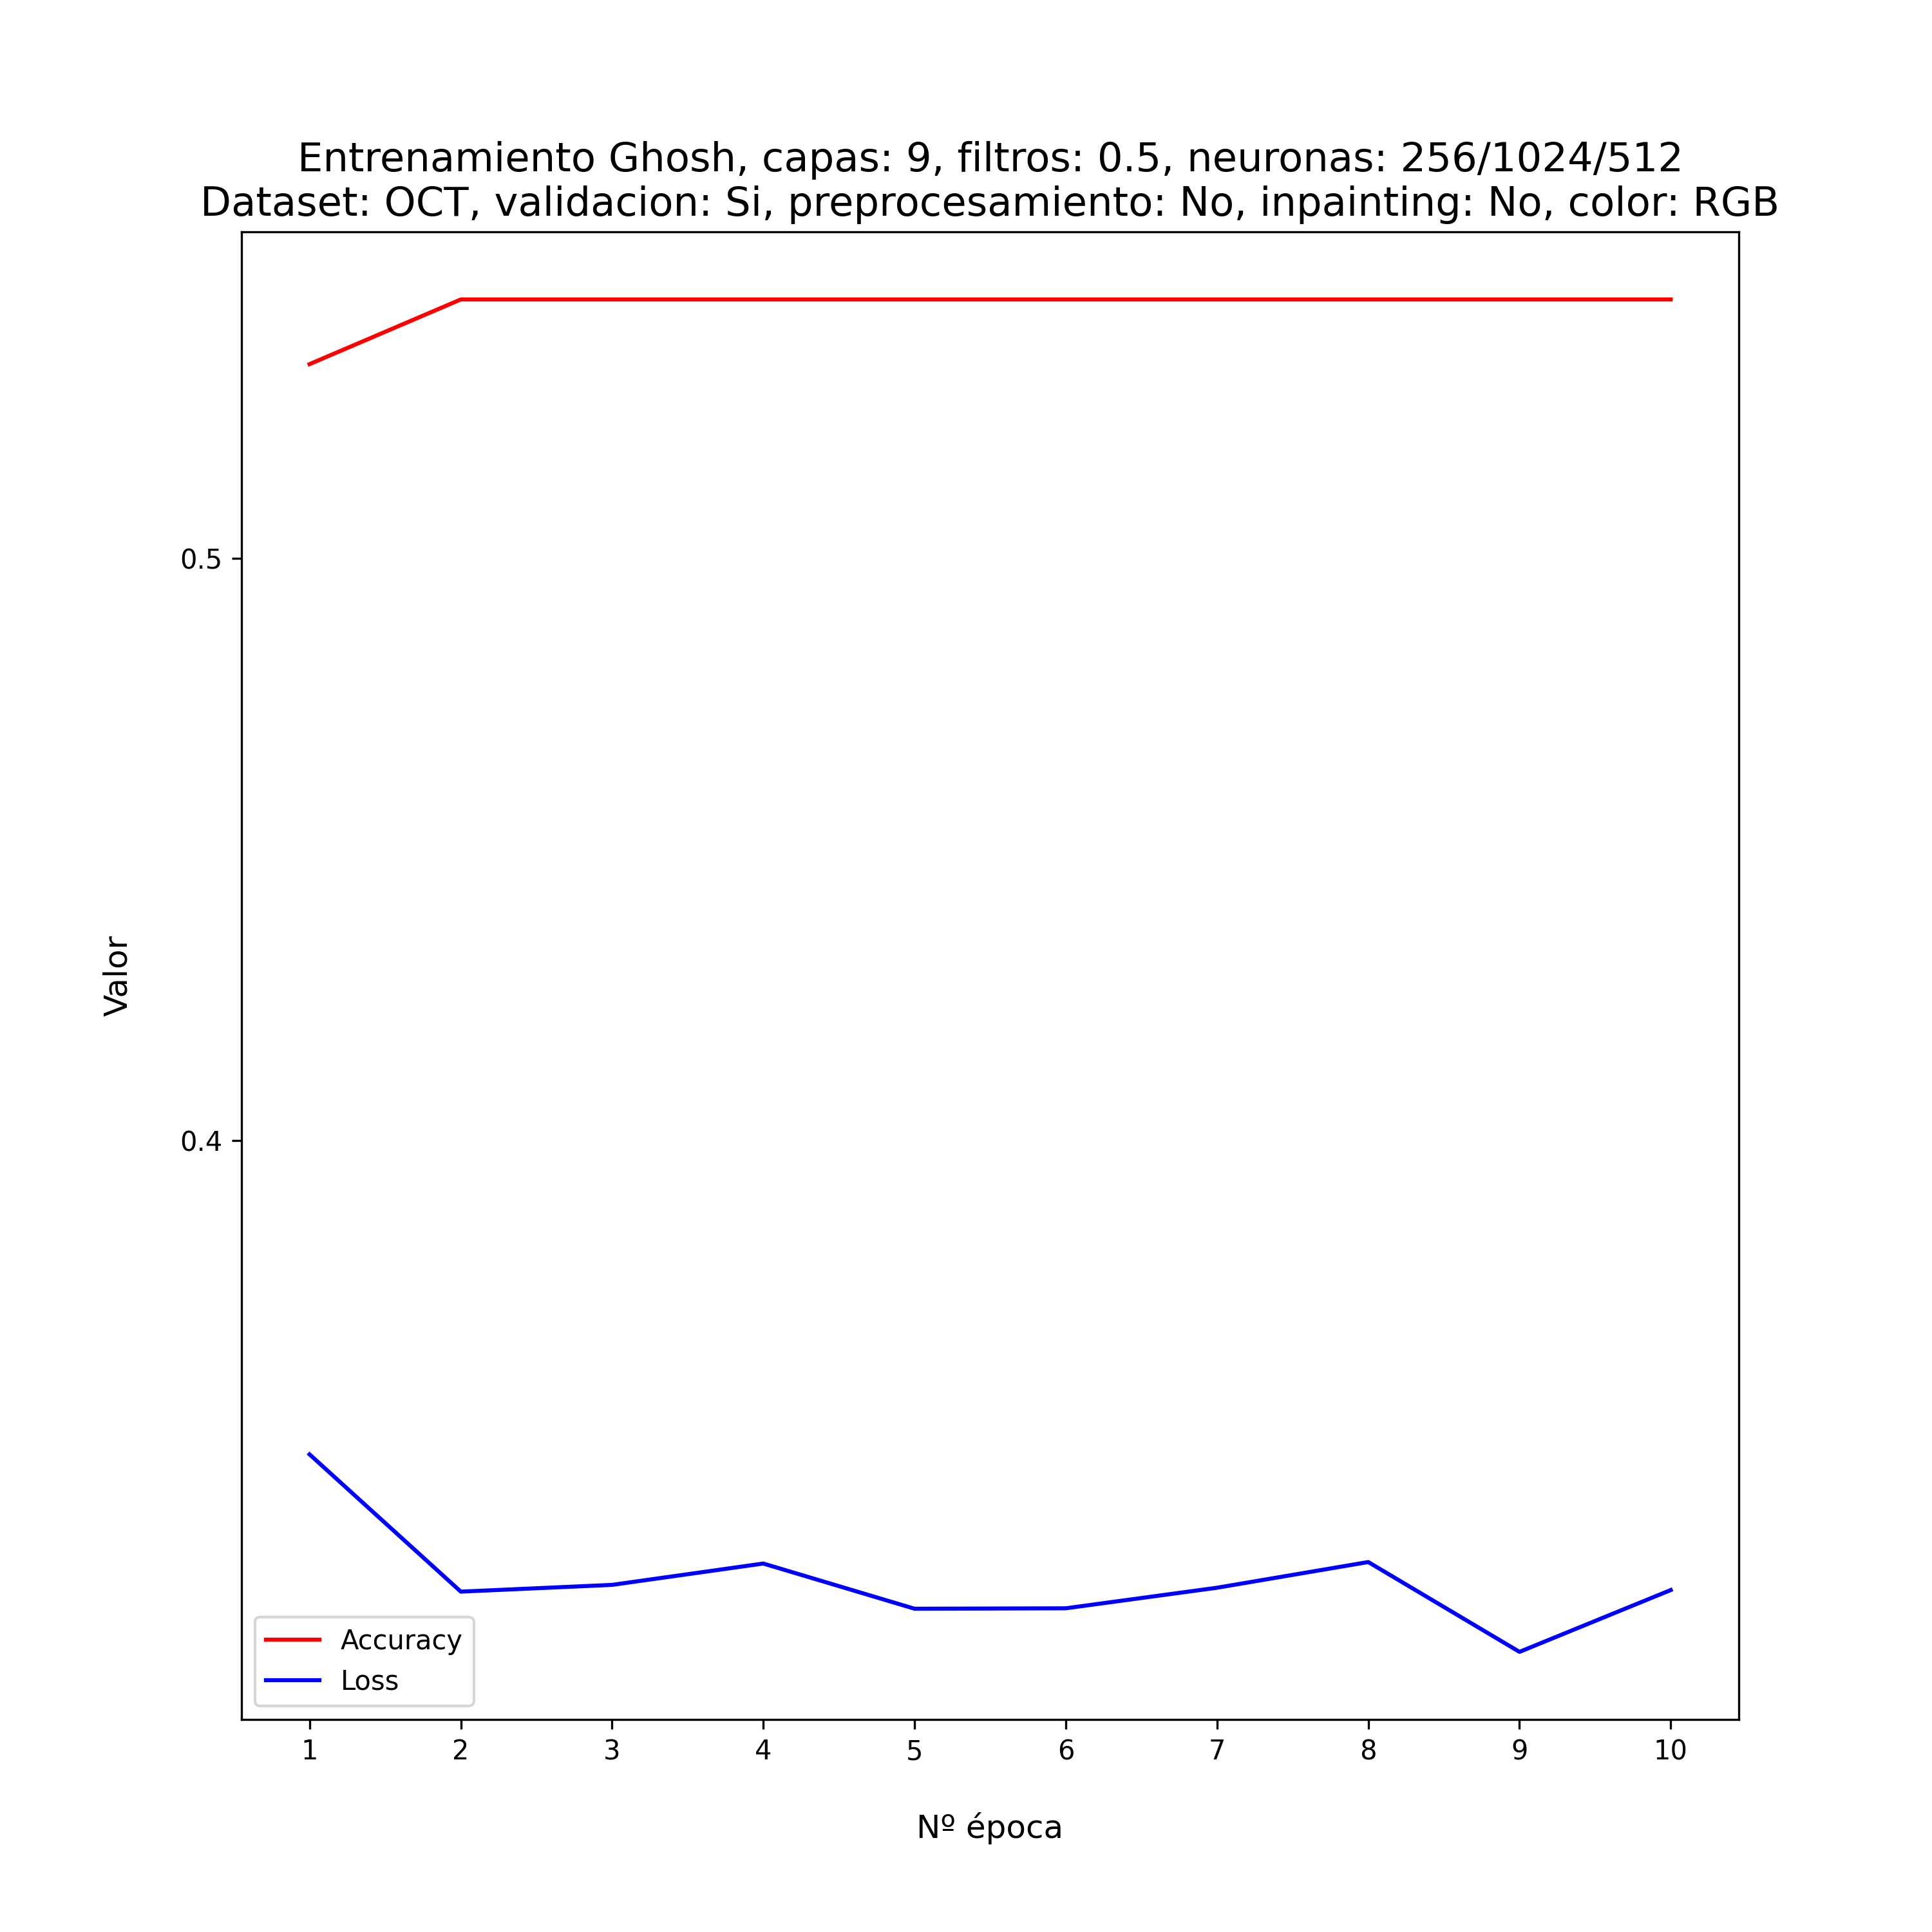 Entrenamiento Ghosh, capas: 9, filtros: 0.5, neuronas: 256/1024/512
Dataset: OCT, validacion: Si, preprocesamiento: No, inpainting: No, color: RGB
0.5
0.4
Valor
Accuracy
Loss
1 2 3 4 5 6 7 8 9 10
Nº época